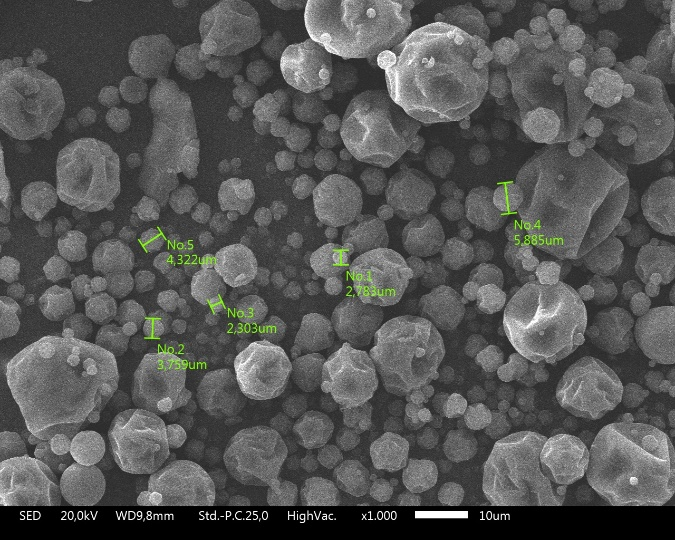 No.4
5,885um
No.5
4,322um
No.1
2,783um
No.3
2,303um
No.2
3,759um
SED 20,0kV WD9,8mm Std.-P.C.25,0 HighVac. x1.000 10um